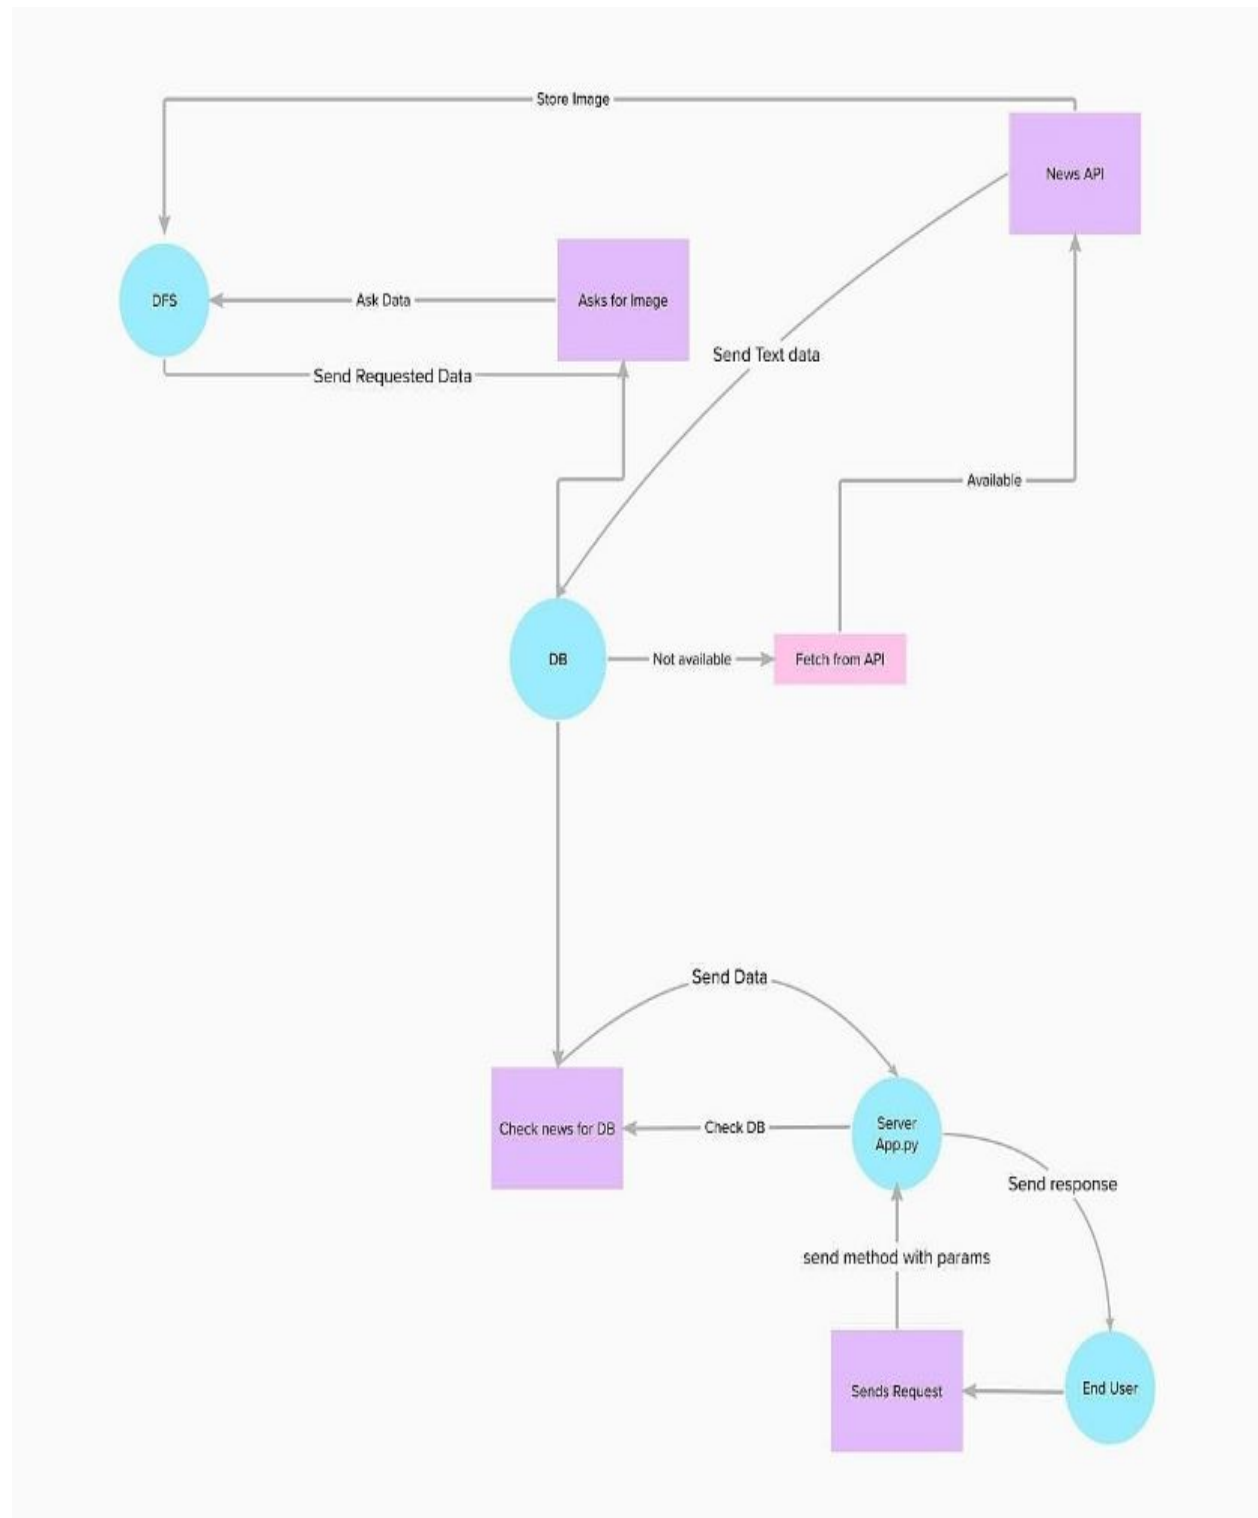 Store Image
News API
DFS
Ask Data
Asks for Image
Send Text data
Send Requested Data
Available
DB
Not available
Fetch from API
Send Data
Check news for DB
Check DB
Server
App.py
Send response
send method with params
Sends Request
End User